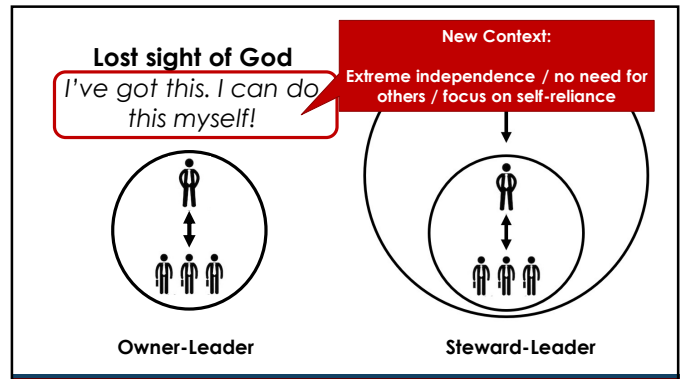 Lost sight of God
I've got this. I can do
this myself!
New Context:
Extreme independence / no need for
others / focus on self-reliance
Owner-Leader
Steward-Leader